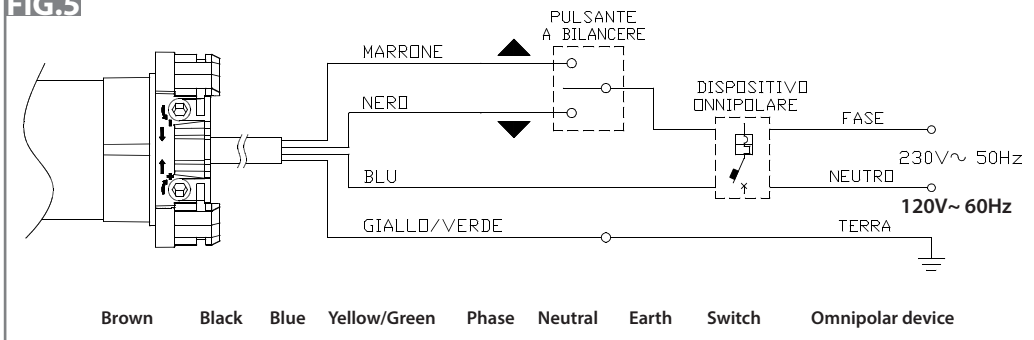 FIG.5
PULSANTE
A BILANCERE
MARRONE
DISPOSITIVO
ONNIPOLARE
NERO
FASE
230V~ 50Hz
BLU
NEUTRO
120V~ 60Hz
GIALLO/VERDE
TERRA
Brown Black Blue Yellow/Green Phase Neutral Earth Switch Omnipolar device